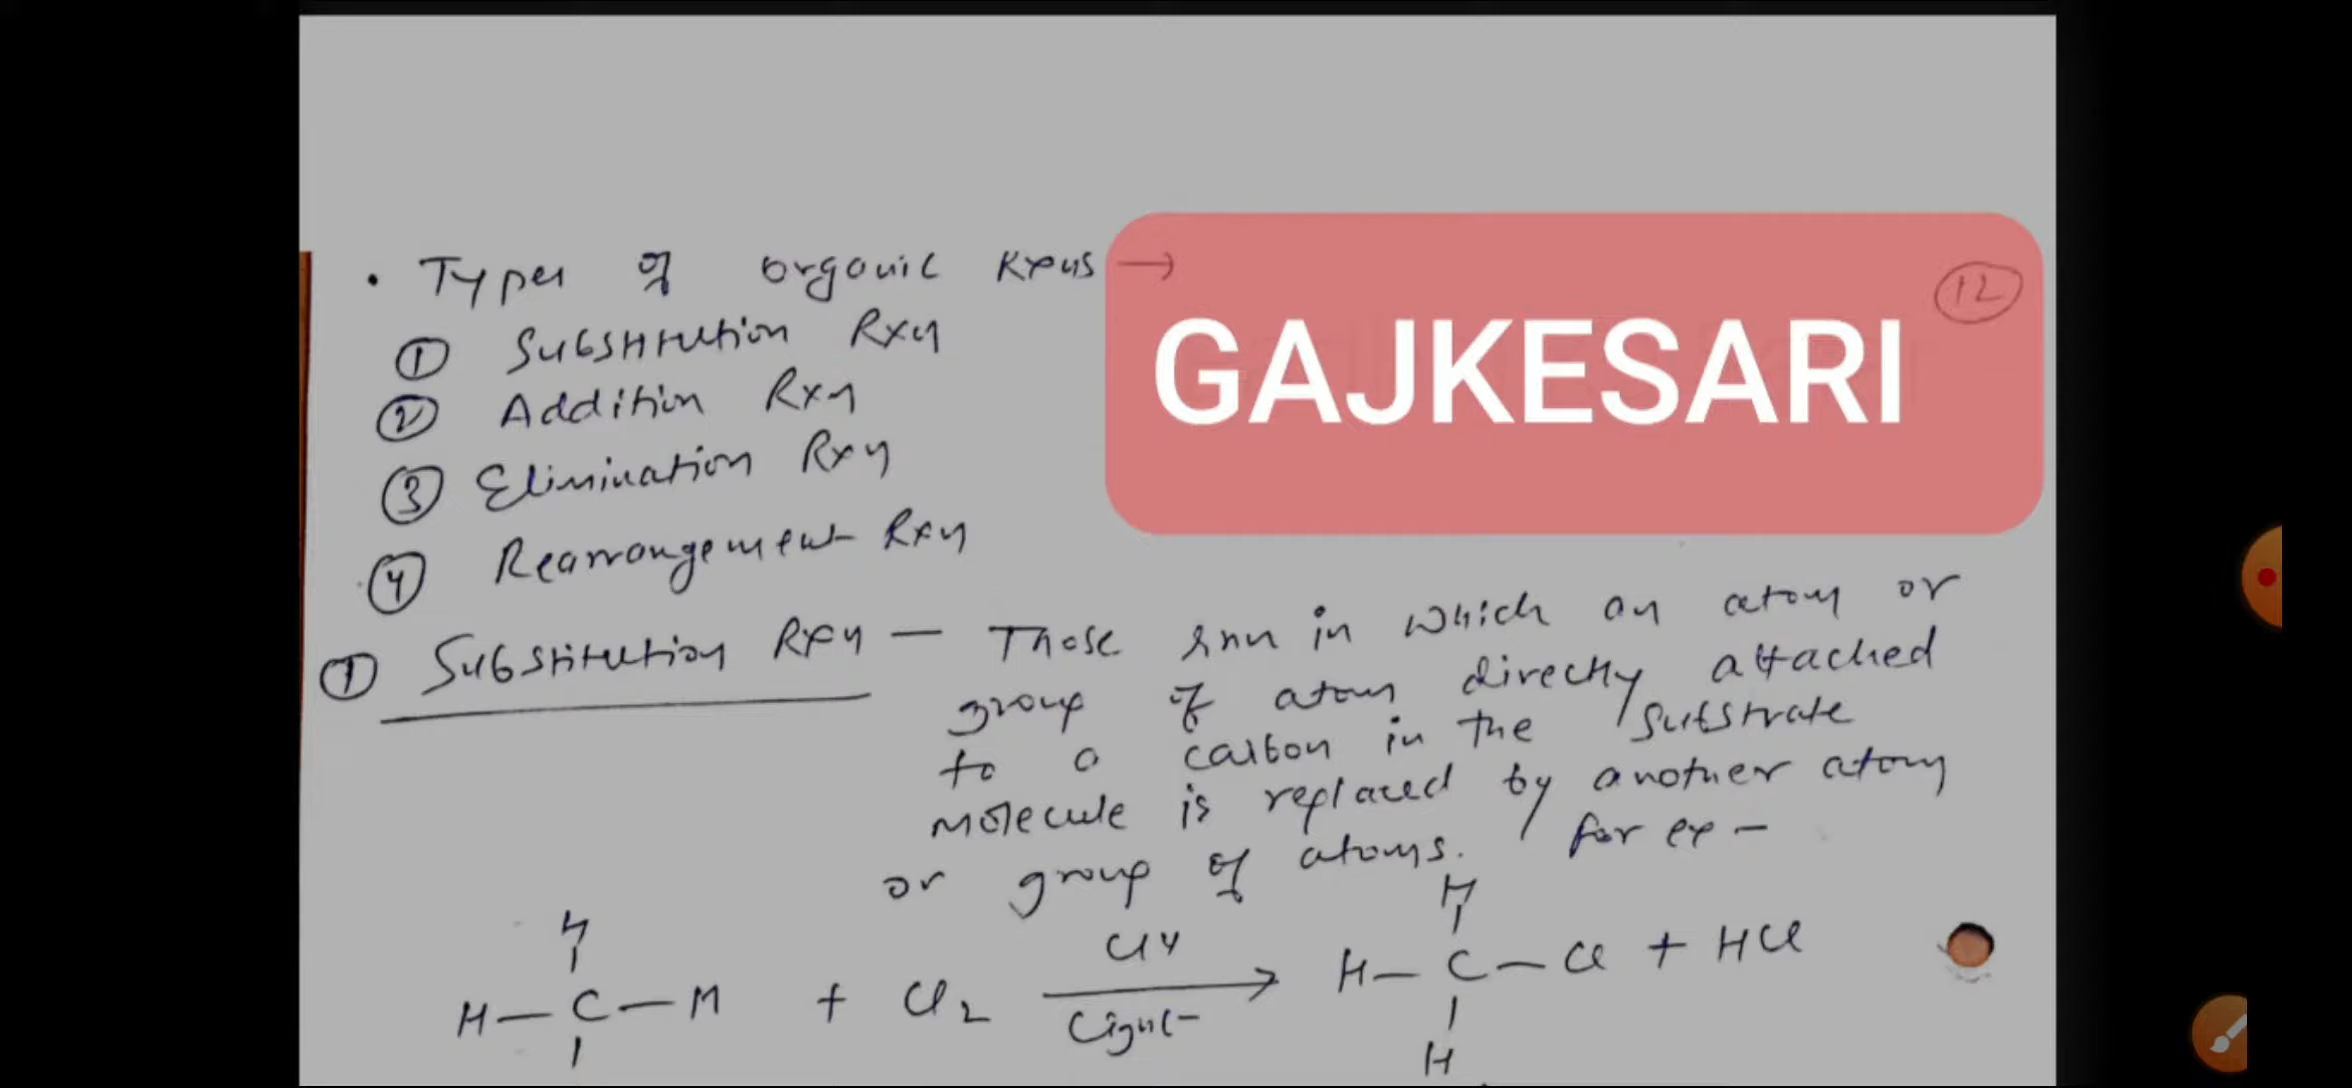 • Types of organic Rxns →
12
GAJKESARI
① Substitution Rxn
② Addition Rxn
③ Elimination Rxn
④ Rearrangement Rxn
① Substitution Rxn — Those in which an atom or
group of atom directly attached
to a carbon in the substrate
molecule is replaced by another atom
or group of atoms. for ex —
H H
H — C — H + Cl2 UV → Light H — C — Cl + HCl
H